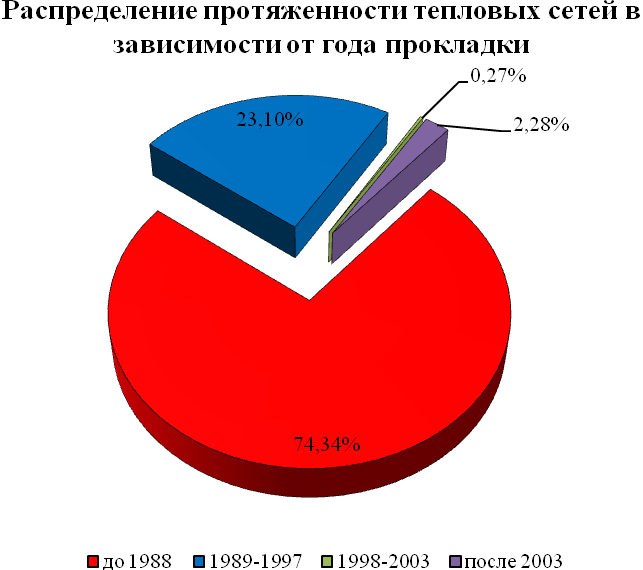 Распределение протяженности тепловых сетей в
зависимости от года прокладки
0,27%
23,10%
2,28%
74,34%
до 1988 1989-1997 1998-2003 после 2003